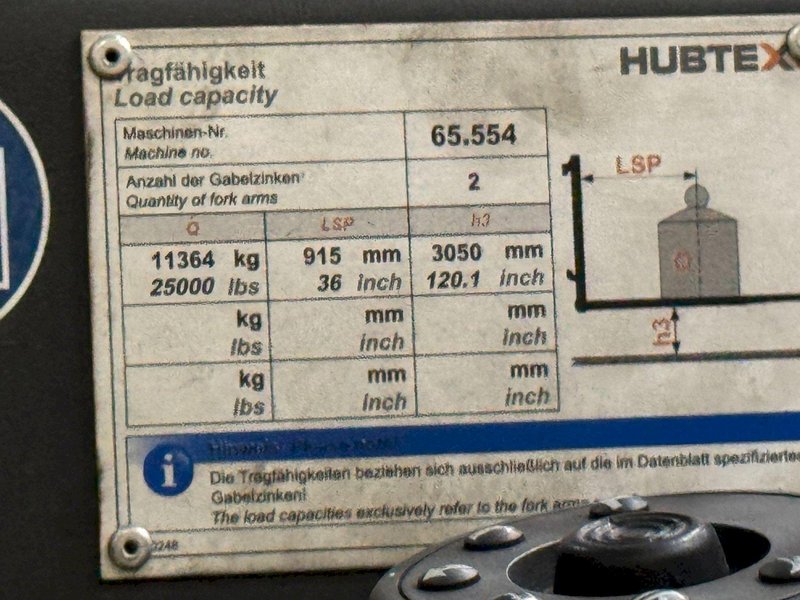 Tragfähigkeit
Load capacity
HUBTEX
Maschinen-Nr.
Machine no.
65.554
Anzahl der Gabelzinken
Quantity of fork arms
2
Q LSP h3
11364 kg 915 mm 3050 mm
25000 lbs 36 inch 120.1 inch
kg mm mm
lbs inch inch
kg mm mm
lbs inch inch
LSP
Q
h3
i
Die Tragfähigkeiten beziehen sich ausschließlich auf die im Datenblatt spezifizierten
Gabelzinken!
The load capacities exclusively refer to the fork arms